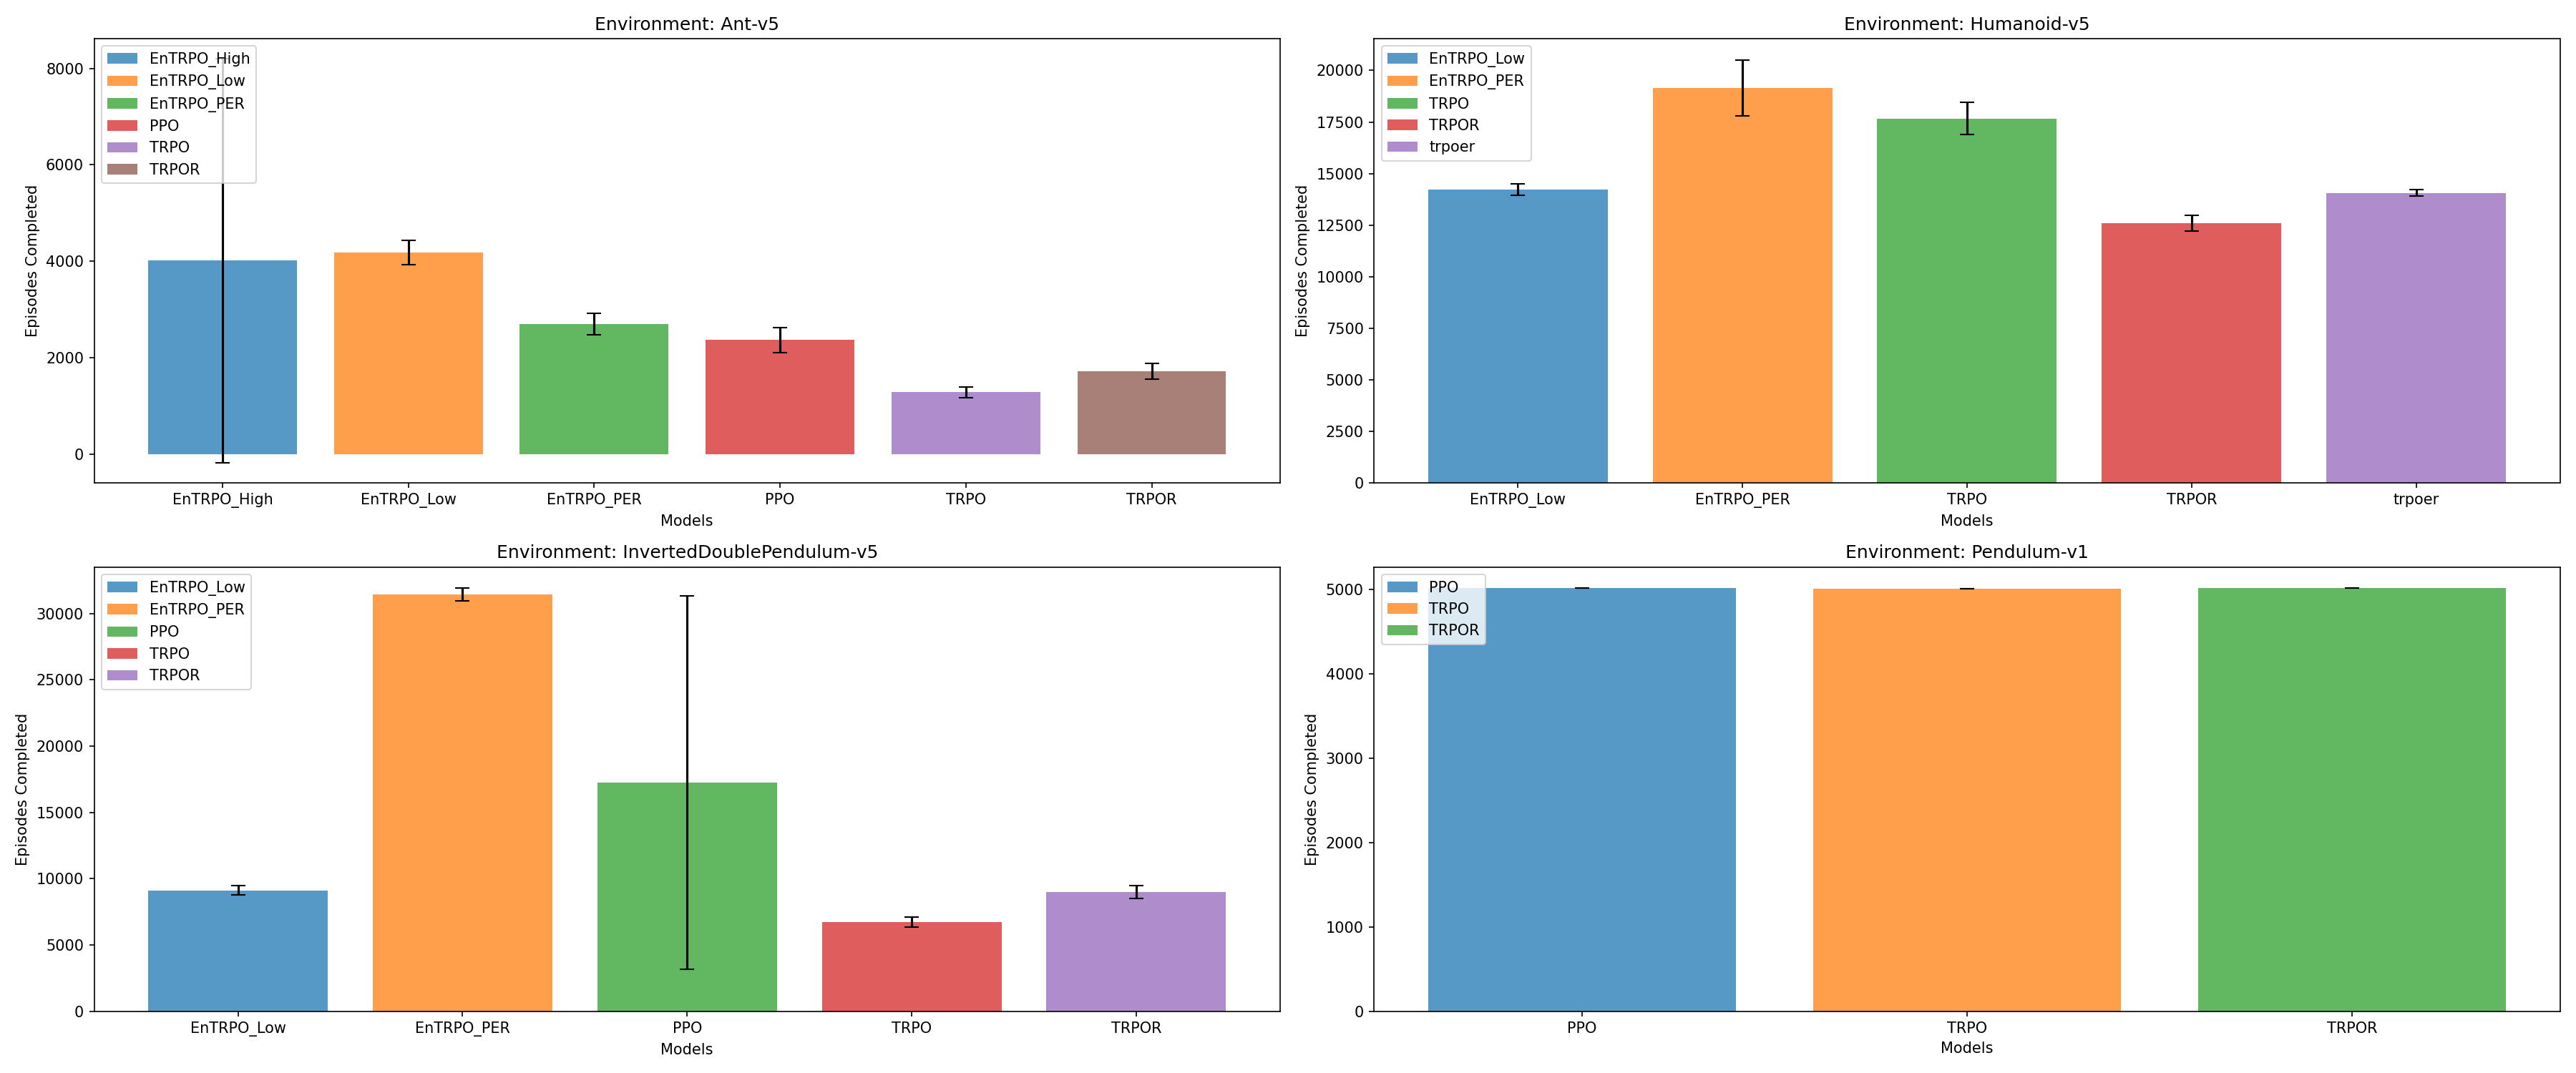 Environment: Ant-v5
8000
6000
4000
2000
0
Episodes Completed
EnTRPO_High
EnTRPO_Low
EnTRPO_PER
PPO
TRPO
TRPOR
EnTRPO_High EnTRPO_Low EnTRPO_PER PPO TRPO TRPOR
Models
Environment: Humanoid-v5
20000
17500
15000
12500
10000
7500
5000
2500
0
Episodes Completed
EnTRPO_Low
EnTRPO_PER
TRPO
TRPOR
trpoer
EnTRPO_Low EnTRPO_PER TRPO TRPOR trpoer
Models
Environment: InvertedDoublePendulum-v5
30000
25000
20000
15000
10000
5000
0
Episodes Completed
EnTRPO_Low
EnTRPO_PER
PPO
TRPO
TRPOR
EnTRPO_Low EnTRPO_PER PPO TRPO TRPOR
Models
Environment: Pendulum-v1
5000
4000
3000
2000
1000
0
Episodes Completed
PPO
TRPO
TRPOR
PPO TRPO TRPOR
Models